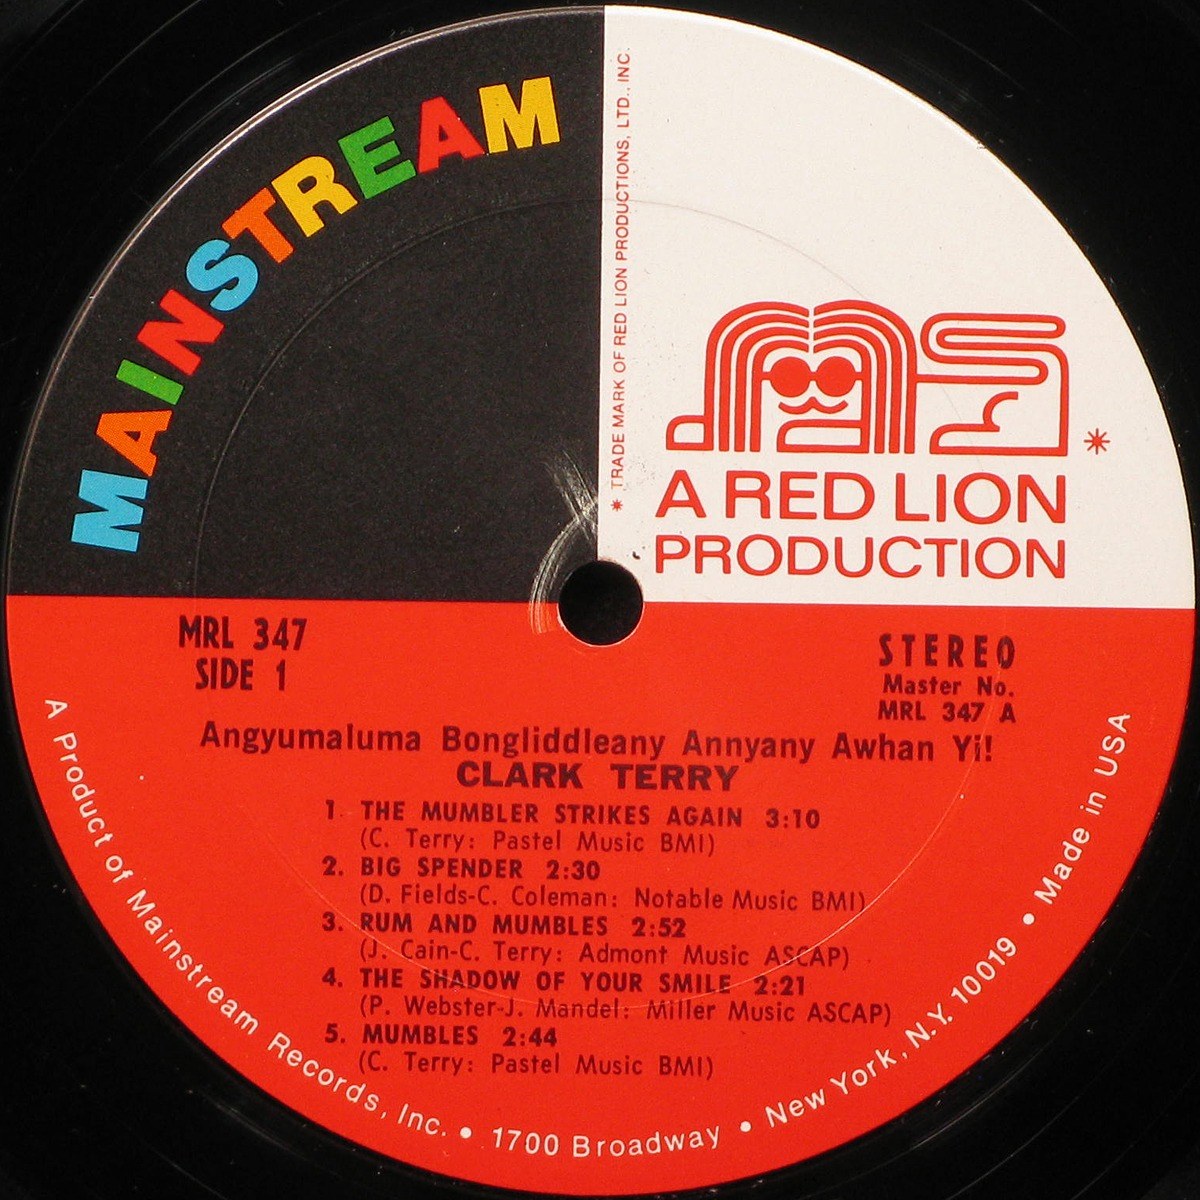 MAINSTREAM
* TRADE MARK OF RED LION PRODUCTIONS, LTD., INC.
ms*
A RED LION
PRODUCTION
MRL 347
SIDE 1
STEREO
Master No.
MRL 347 A
Angyumaluma Bongliddleany Annyany Awhan Yi!
CLARK TERRY
1. THE MUMBLER STRIKES AGAIN 3:10
(C. Terry: Pastel Music BMI)
2. BIG SPENDER 2:30
(D. Fields-C. Coleman: Notable Music BMI)
3. RUM AND MUMBLES 2:52
(J. Cain-C. Terry: Admont Music ASCAP)
4. THE SHADOW OF YOUR SMILE 2:21
(P. Webster-J. Mandel: Miller Music ASCAP)
5. MUMBLES 2:44
(C. Terry: Pastel Music BMI)
A Product of Mainstream Records, Inc. • 1700 Broadway • New York, N.Y. 10019 • Made in USA